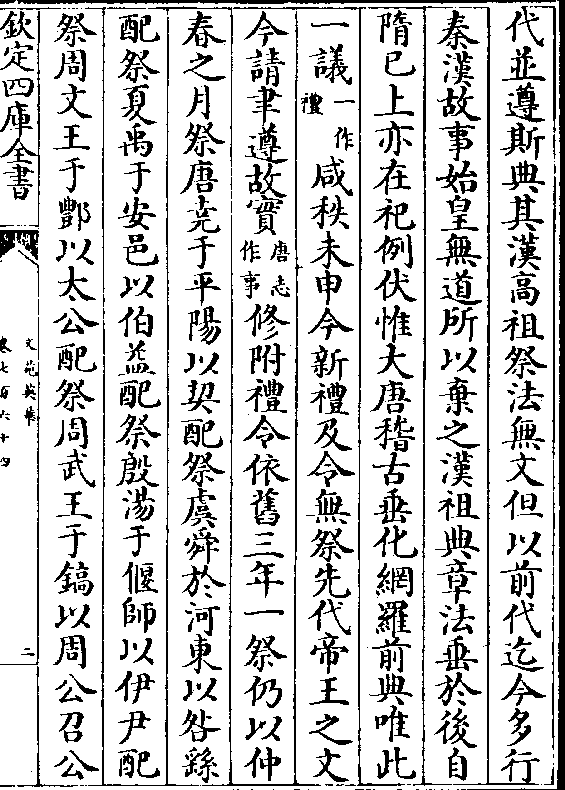 代並遵斯典其漢高祖祭法無文但以前代迄今多行
秦漢故事始皇無道所以棄之漢祖典章法垂於後自
隋已上亦在祀例伏惟大唐稽古垂化網羅前典唯此
一議一作禮咸秩未申今新禮及令無祭先代帝王之文
今請聿遵故實唐志作事修附禮令依舊三年一祭仍以仲
春之月祭唐堯于平陽以契配祭虞舜於河東以咎繇
配祭夏禹于安邑以伯益配祭殷湯于偃師以伊尹配
祭周文王于酆以太公配祭周武王于鎬以周公召公
欽定四庫全書
文苑英華
卷七百六十四
二